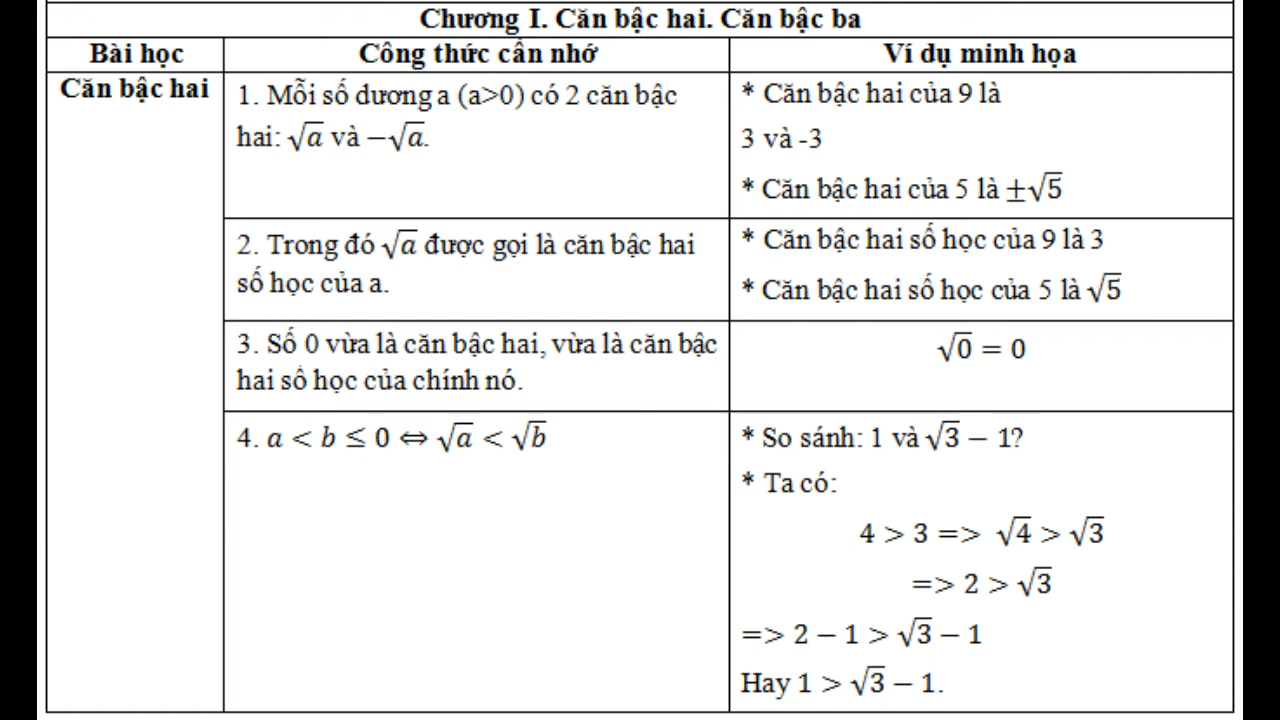 Chương I. Căn bậc hai. Căn bậc ba
Bài học
Công thức cần nhớ
Ví dụ minh họa
Căn bậc hai
1. Mỗi số dương a (a>0) có 2 căn bậc
hai: √a và −√a.
* Căn bậc hai của 9 là
3 và -3
* Căn bậc hai của 5 là ±√5
2. Trong đó √a được gọi là căn bậc hai
số học của a.
* Căn bậc hai số học của 9 là 3
* Căn bậc hai số học của 5 là √5
3. Số 0 vừa là căn bậc hai, vừa là căn bậc
hai số học của chính nó.
√0 = 0
4. a < b ≤ 0 ⇔ √a < √b
* So sánh: 1 và √3 − 1?
* Ta có:
4 > 3 => √4 > √3
=> 2 > √3
=> 2 − 1 > √3 − 1
Hay 1 > √3 − 1.